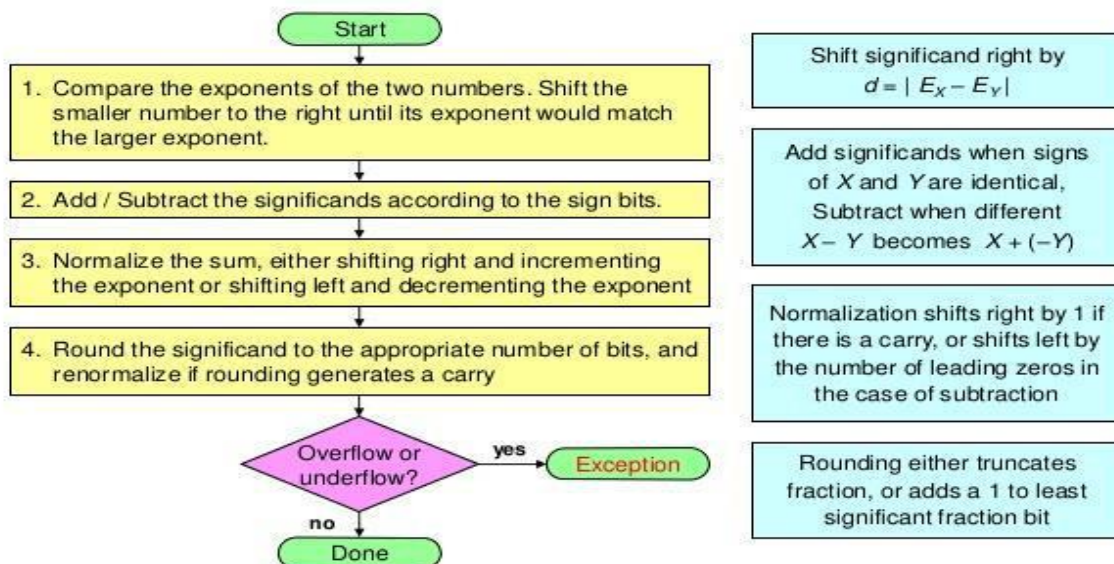 Start
1. Compare the exponents of the two numbers. Shift the
smaller number to the right until its exponent would match
the larger exponent.
2. Add / Subtract the significands according to the sign bits.
3. Normalize the sum, either shifting right and incrementing
the exponent or shifting left and decrementing the exponent
4. Round the significand to the appropriate number of bits, and
renormalize if rounding generates a carry
Overflow or
underflow?
yes
Exception
no
Done
Shift significand right by
d = | E_X – E_Y |
Add significands when signs
of X and Y are identical,
Subtract when different
X – Y becomes X + (–Y)
Normalization shifts right by 1 if
there is a carry, or shifts left by
the number of leading zeros in
the case of subtraction
Rounding either truncates
fraction, or adds a 1 to least
significant fraction bit